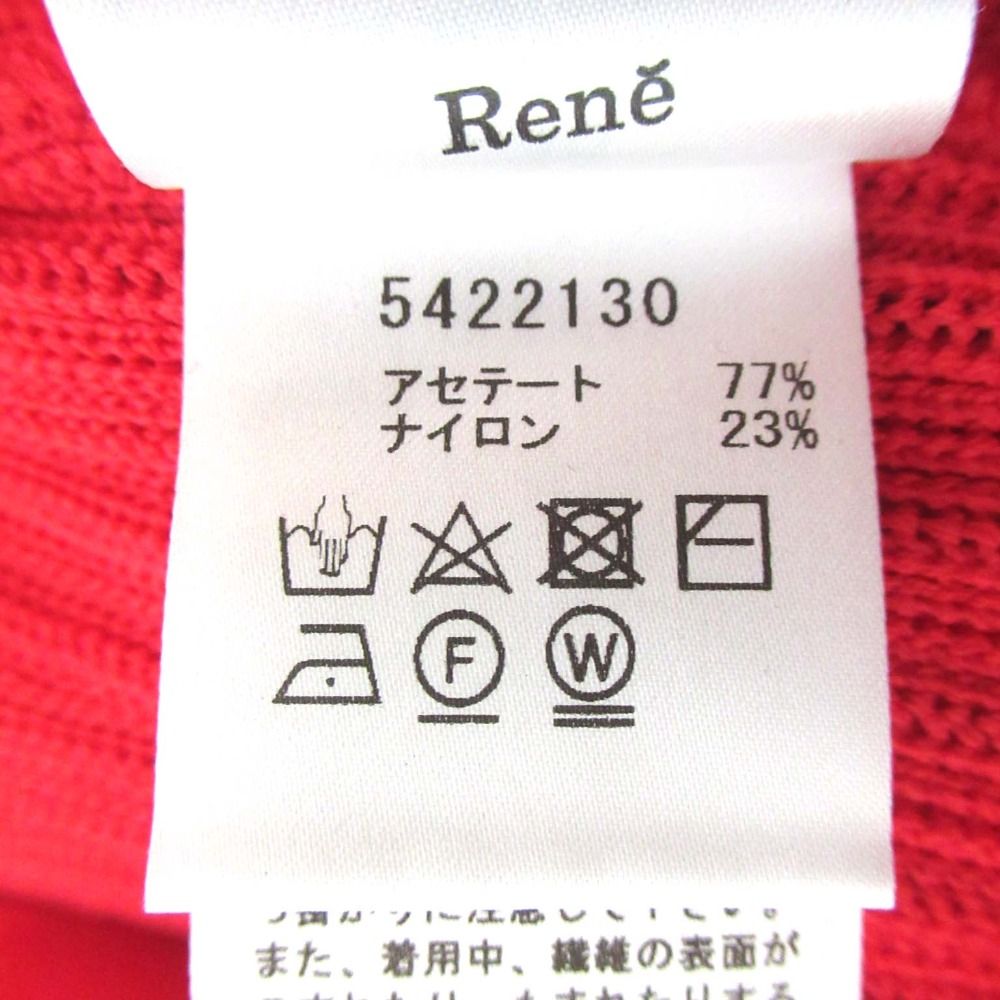 Reně
5422130
アセテート 77%
ナイロン 23%
F W
また、着用中、繊維の表面が